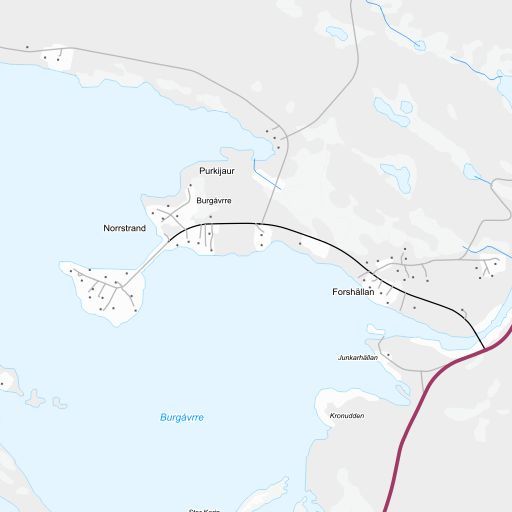 Purkijaur
Burgávrre
Norrstrand
Forshällan
Junkarhällan
Kronudden
Burgávrre